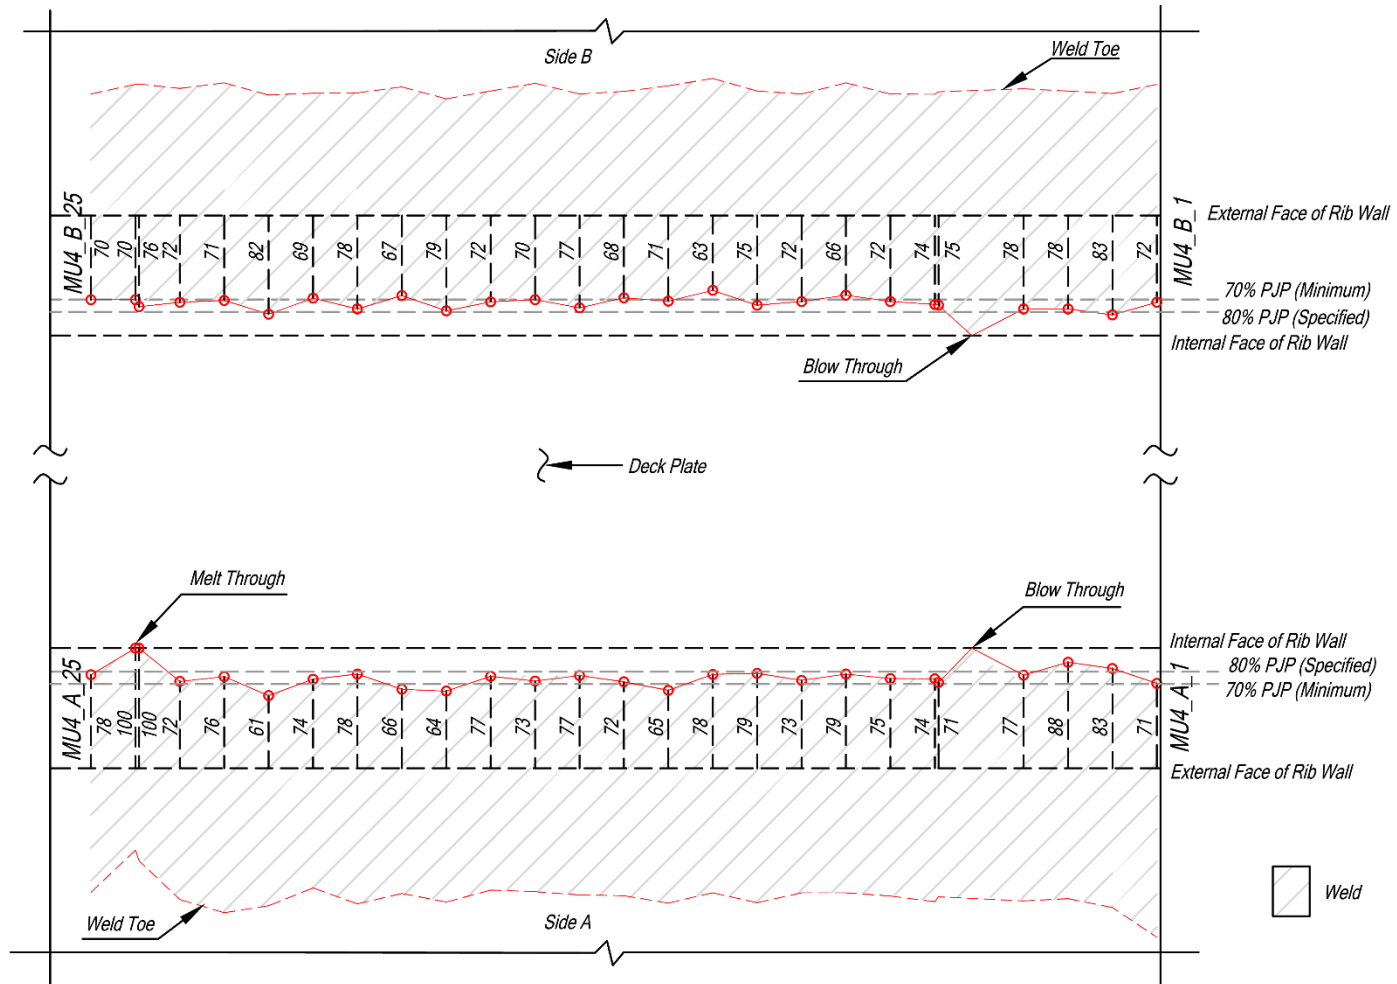 Side B
Weld Toe
MU4_B_25
70
70
76
72
71
82
69
78
67
79
72
70
77
68
71
63
75
72
66
72
74
75
78
78
83
72
MU4_B_1
External Face of Rib Wall
70% PJP (Minimum)
80% PJP (Specified)
Internal Face of Rib Wall
Blow Through
Deck Plate
Melt Through
Blow Through
Internal Face of Rib Wall
80% PJP (Specified)
70% PJP (Minimum)
MU4_A_25
78
100
100
72
76
61
74
78
66
64
77
73
77
72
65
78
79
73
79
75
74
71
77
88
83
71
MU4_A_1
External Face of Rib Wall
Weld Toe
Side A
Weld